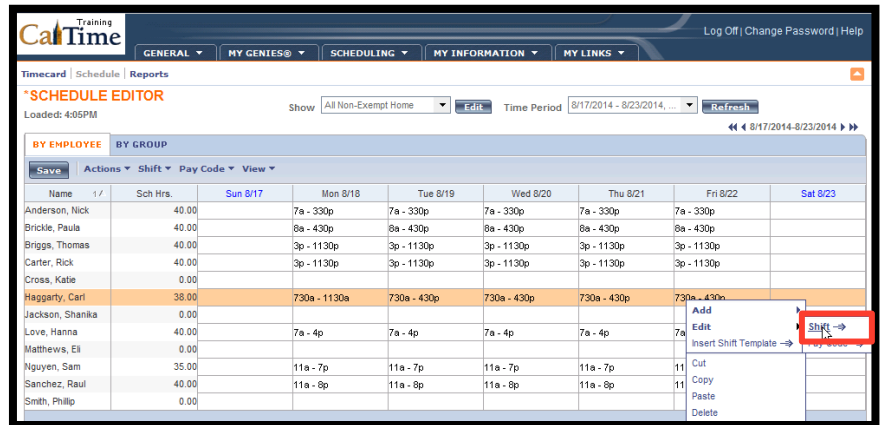 Training
CalTime
Log Off | Change Password | Help
GENERAL MY GENIES® SCHEDULING MY INFORMATION MY LINKS
Timecard | Schedule | Reports
*SCHEDULE EDITOR
Loaded: 4:05PM
Show All Non-Exempt Home Edit Time Period 8/17/2014 - 8/23/2014, ... Refresh
8/17/2014-8/23/2014
BY EMPLOYEE BY GROUP
Save Actions Shift Pay Code View
Name 1/ Sch Hrs. Sun 8/17 Mon 8/18 Tue 8/19 Wed 8/20 Thu 8/21 Fri 8/22 Sat 8/23
Anderson, Nick 40.00 7a - 330p 7a - 330p 7a - 330p 7a - 330p 7a - 330p
Brickle, Paula 40.00 8a - 430p 8a - 430p 8a - 430p 8a - 430p 8a - 430p
Briggs, Thomas 40.00 3p - 1130p 3p - 1130p 3p - 1130p 3p - 1130p 3p - 1130p
Carter, Rick 40.00 3p - 1130p 3p - 1130p 3p - 1130p 3p - 1130p 3p - 1130p
Cross, Katie 0.00
Haggarty, Carl 38.00 730a - 1130a 730a - 430p 730a - 430p 730a - 430p 730a - 430p
Jackson, Shanika 0.00
Love, Hanna 40.00 7a - 4p 7a - 4p 7a - 4p 7a - 4p 7a
Matthews, Eli 0.00
Nguyen, Sam 35.00 11a - 7p 11a - 7p 11a - 7p 11a - 7p 11
Sanchez, Raul 40.00 11a - 8p 11a - 8p 11a - 8p 11a - 8p 11
Smith, Phillip 0.00
Add
Edit
Shift
Insert Shift Template
Pay Code
Cut
Copy
Paste
Delete